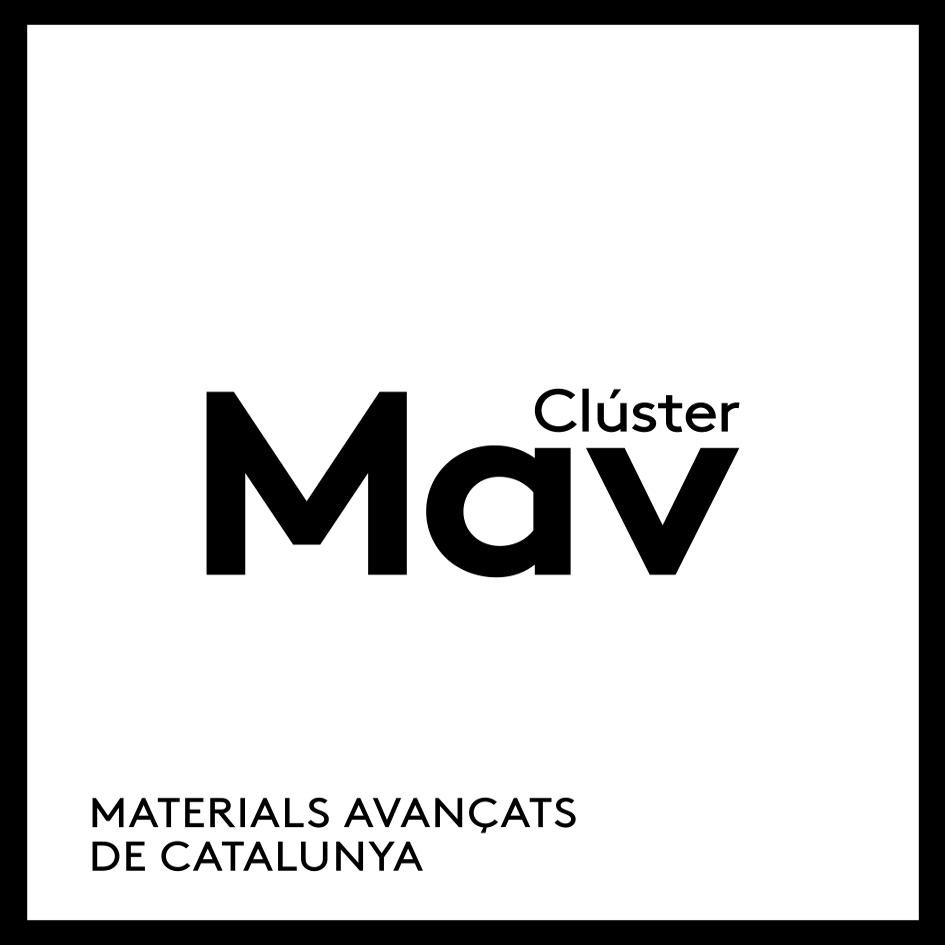 Clúster
Mav
MATERIALS AVANÇATS
DE CATALUNYA